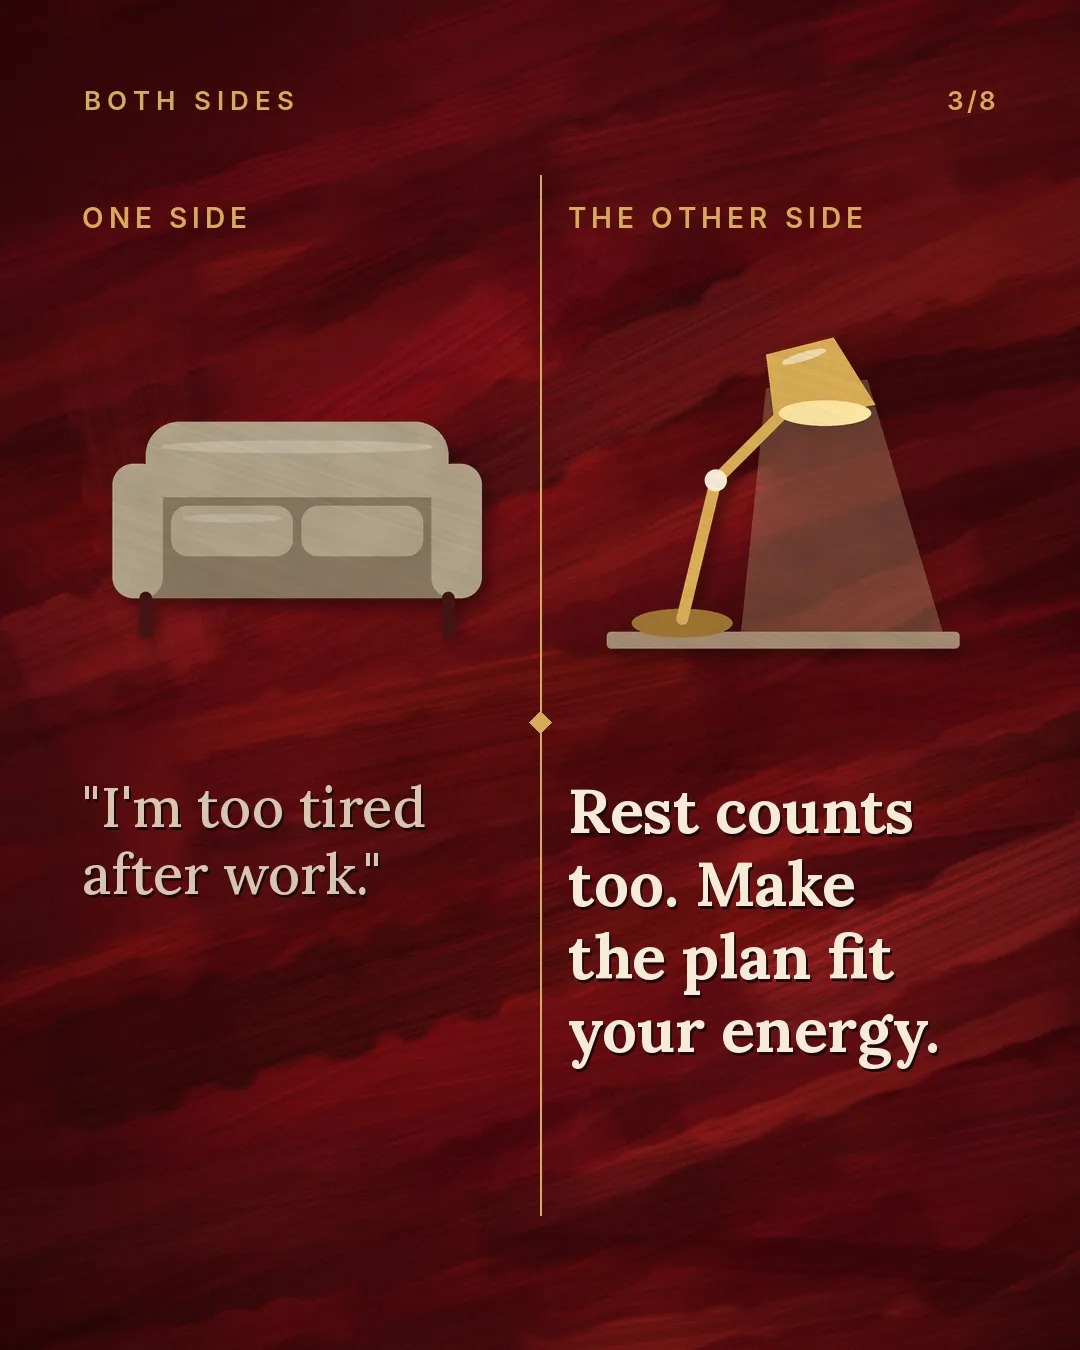 BOTH SIDES
3/8
ONE SIDE
THE OTHER SIDE
"I'm too tired
after work."
Rest counts
too. Make
the plan fit
your energy.